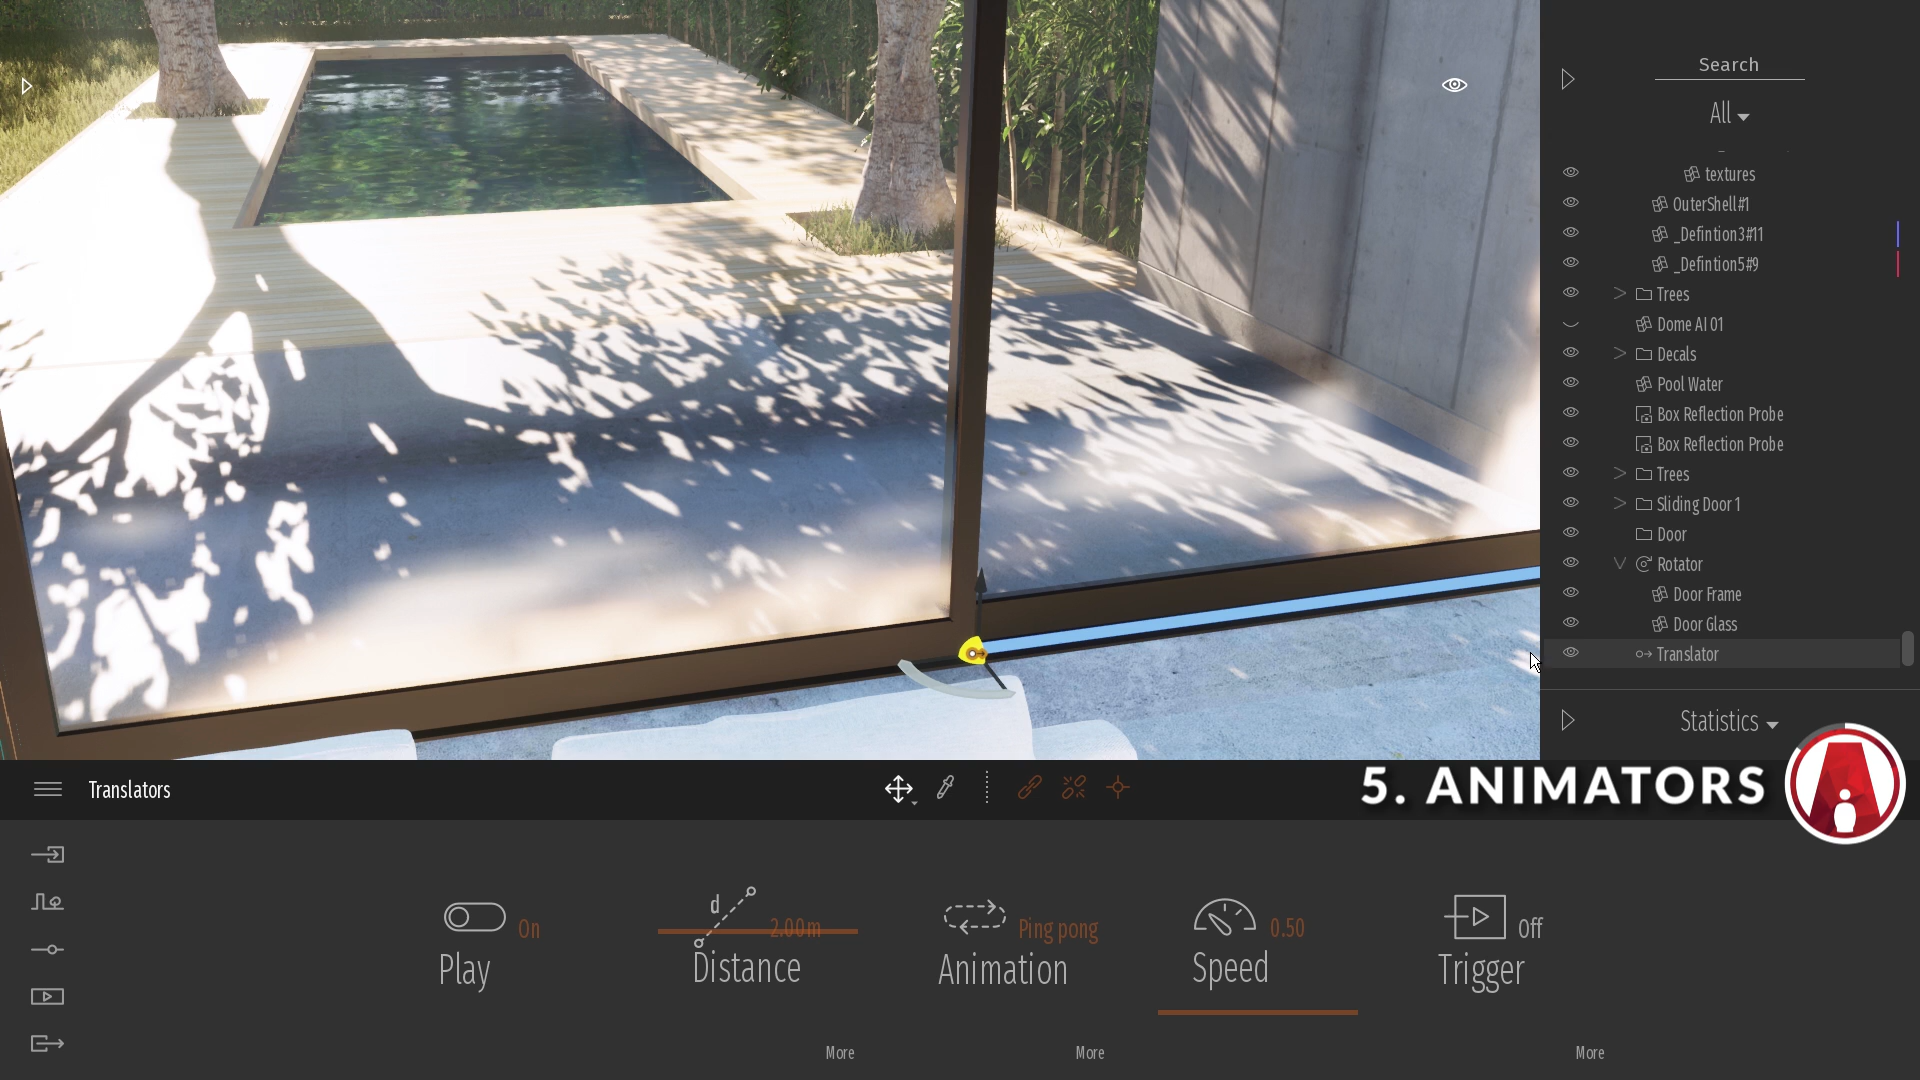 Search
All
textures
OuterShell#1
_Defintion3#11
_Defintion5#9
Trees
Dome AI 01
Decals
Pool Water
Box Reflection Probe
Box Reflection Probe
Trees
Sliding Door 1
Door
Rotator
Door Frame
Door Glass
Translator
Statistics
Translators
5. ANIMATORS
On
Play
d
2.00m
Distance
Ping pong
Animation
0.50
Speed
Off
Trigger
More
More
More